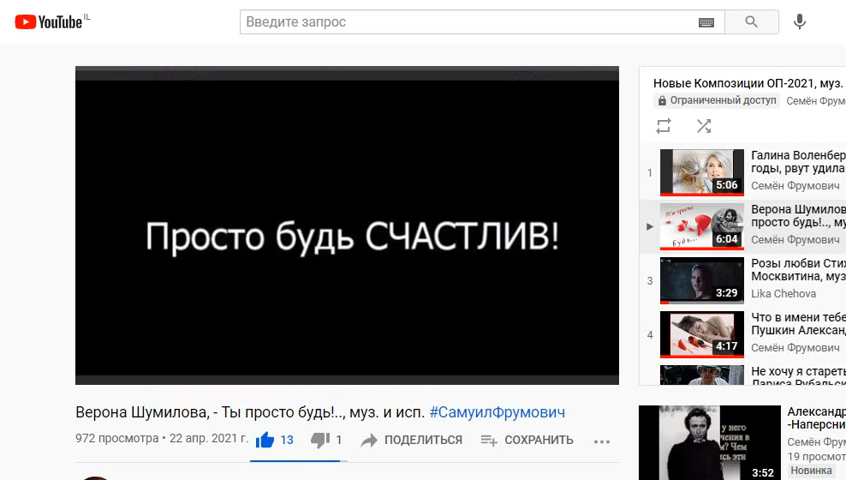 YouTube IL
Введите запрос
Просто будь СЧАСТЛИВ!
Верона Шумилова, - Ты просто будь!.., муз. и исп. #СамуилФрумович
972 просмотра • 22 апр. 2021 г.
13
1
ПОДЕЛИТЬСЯ
СОХРАНИТЬ
Новые Композиции ОП-2021, муз.
Ограниченный доступ Семён Фрум
1
5:06
Галина Воленбер
годы, рвут удила
Семён Фрумович
6:04
Верона Шумилов
просто будь!.., му
Семён Фрумович
3
3:29
Розы любви Стих
Москвитина, муз
Lika Chehova
4
4:17
Что в имени тебе
Пушкин Александ
Семён Фрумович
Не хочу я стареть
Лариса Рубальск
3:52
Александр
-Наперсни
Семён Фрум
19 просмот
Новинка